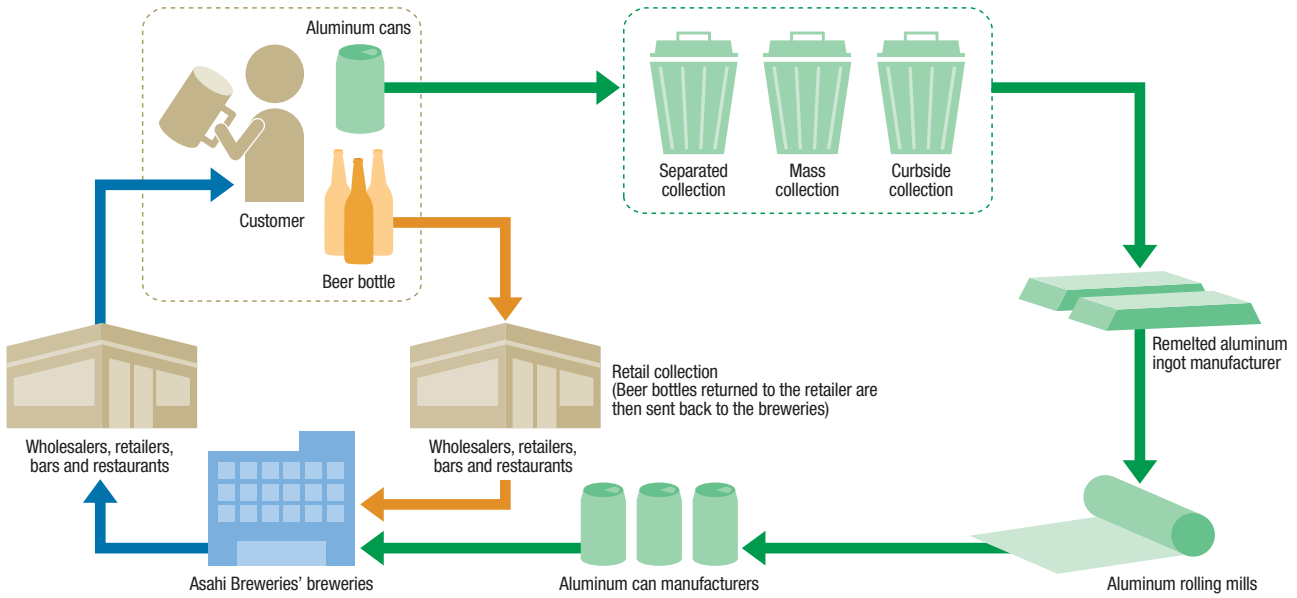 Aluminum cans
Customer
Beer bottle
Separated
collection
Mass
collection
Curbside
collection
Remelted aluminum
ingot manufacturer
Retail collection
(Beer bottles returned to the retailer are
then sent back to the breweries)
Wholesalers, retailers,
bars and restaurants
Wholesalers, retailers,
bars and restaurants
Asahi Breweries’ breweries
Aluminum can manufacturers
Aluminum rolling mills